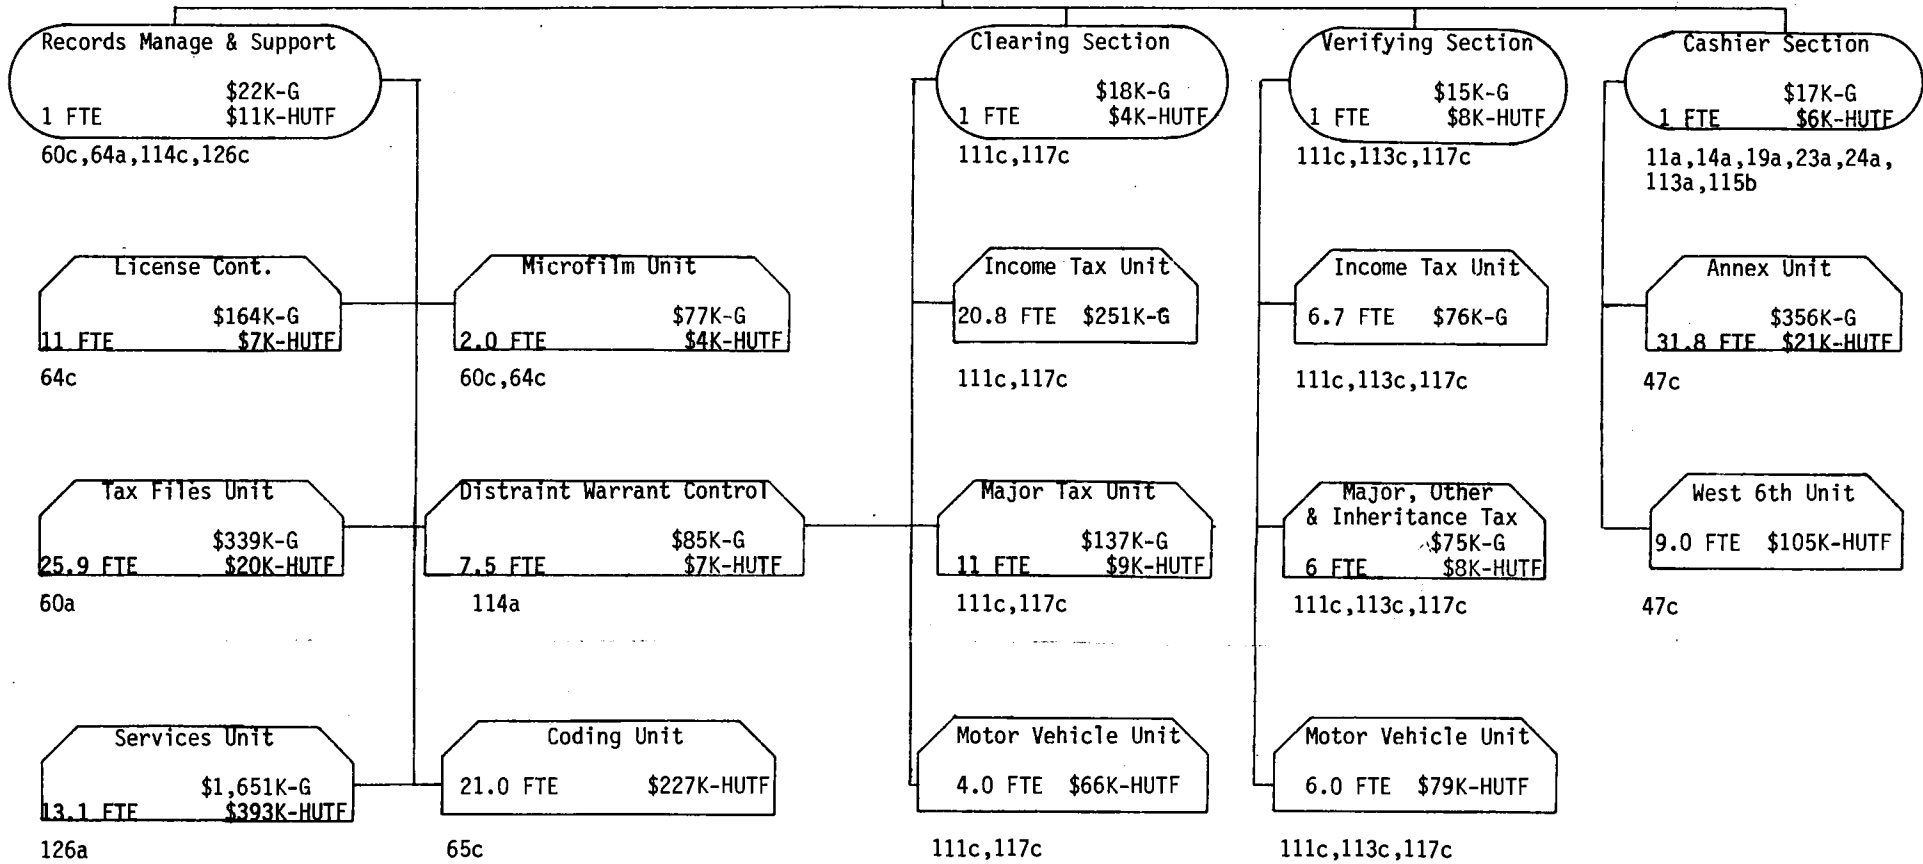 Records Manage & Support
$22K-G
1 FTE $11K-HUTF
60c,64a,114c,126c
Clearing Section
$18K-G
1 FTE $4K-HUTF
111c,117c
Verifying Section
$15K-G
1 FTE $8K-HUTF
111c,113c,117c
Cashier Section
$17K-G
1 FTE $6K-HUTF
11a,14a,19a,23a,24a,
113a,115b
License Cont.
$164K-G
11 FTE $7K-HUTF
64c
Microfilm Unit
$77K-G
2.0 FTE $4K-HUTF
60c,64c
Income Tax Unit
20.8 FTE $251K-G
111c,117c
Income Tax Unit
6.7 FTE $76K-G
111c,113c,117c
Annex Unit
$356K-G
31.8 FTE $21K-HUTF
47c
Tax Files Unit
$339K-G
25.9 FTE $20K-HUTF
60a
Distraint Warrant Control
$85K-G
7.5 FTE $7K-HUTF
114a
Major Tax Unit
$137K-G
11 FTE $9K-HUTF
111c,117c
Major, Other
& Inheritance Tax
$75K-G
6 FTE $8K-HUTF
111c,113c,117c
West 6th Unit
9.0 FTE $105K-HUTF
47c
Services Unit
$1,651K-G
13.1 FTE $393K-HUTF
126a
Coding Unit
21.0 FTE $227K-HUTF
65c
Motor Vehicle Unit
4.0 FTE $66K-HUTF
111c,117c
Motor Vehicle Unit
6.0 FTE $79K-HUTF
111c,113c,117c